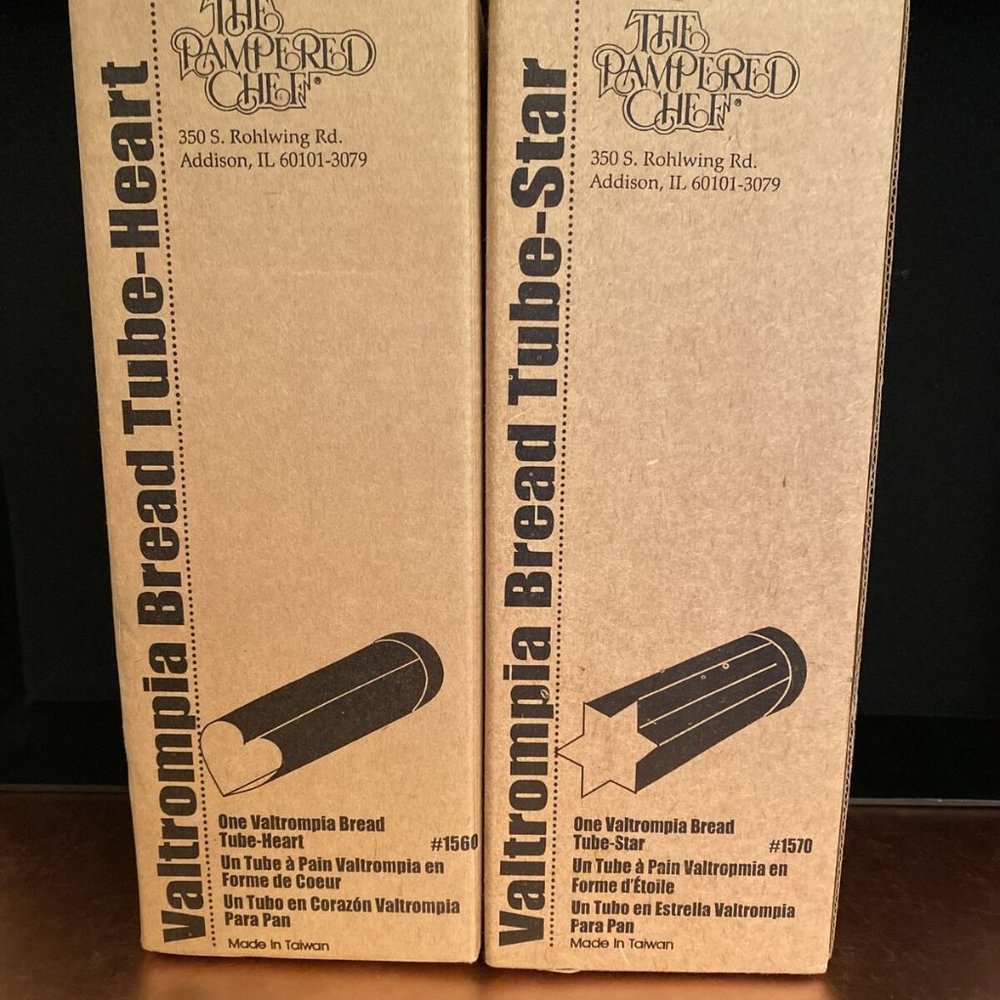 Valtrompia Bread Tube-Heart
THE
PAMPERED
CHEF®
350 S. Rohlwing Rd.
Addison, IL 60101-3079
One Valtrompia Bread
Tube-Heart #1560
Un Tube à Pain Valtrompia en
Forme de Coeur
Un Tubo en Corazón Valtrompia
Para Pan
Made In Taiwan
Valtrompia Bread Tube-Star
THE
PAMPERED
CHEF®
350 S. Rohlwing Rd.
Addison, IL 60101-3079
One Valtrompia Bread
Tube-Star #1570
Un Tube à Pain Valtropmia en
Forme d'Étoile
Un Tubo en Estrella Valtrompia
Para Pan
Made In Taiwan